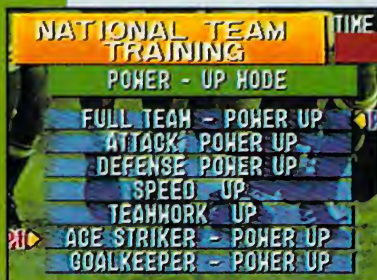 NATIONAL TEAM
TRAINING
TIME
POWER - UP MODE
FULL TEAM - POWER UP
ATTACK POWER UP
DEFENSE POWER UP
SPEED UP
TEAMWORK UP
ACE STRIKER - POWER UP
GOALKEEPER - POWER UP